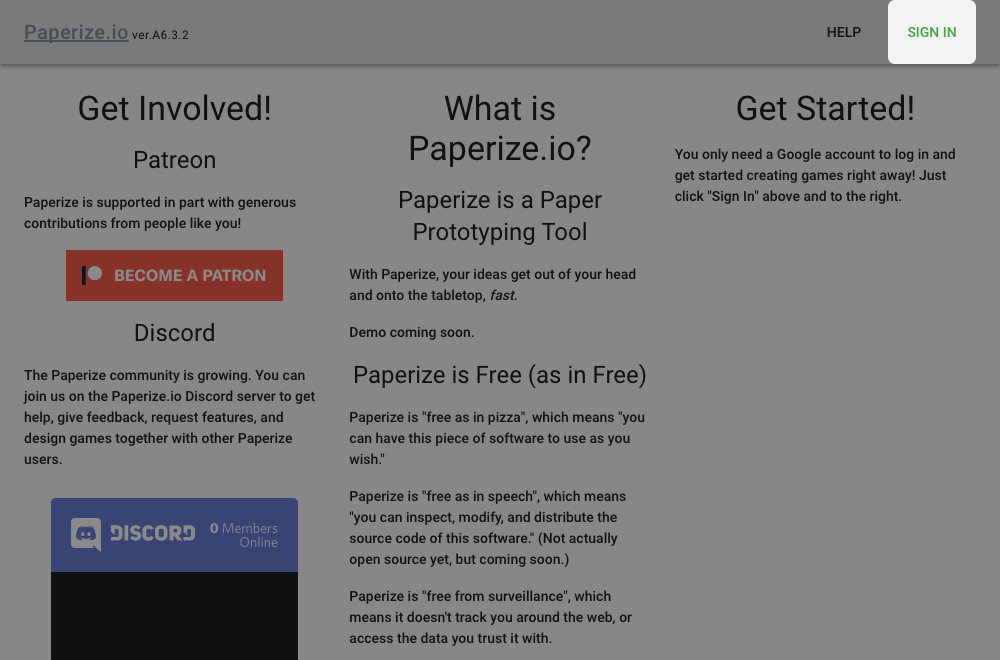 Paperize.io ver.A6.3.2
HELP
SIGN IN
Get Involved!
Patreon
Paperize is supported in part with generous
contributions from people like you!
BECOME A PATRON
Discord
The Paperize community is growing. You can
join us on the Paperize.io Discord server to get
help, give feedback, request features, and
design games together with other Paperize
users.
DISCORD
0 Members
Online
What is
Paperize.io?
Paperize is a Paper
Prototyping Tool
With Paperize, your ideas get out of your head
and onto the tabletop, fast.
Demo coming soon.
Paperize is Free (as in Free)
Paperize is "free as in pizza", which means "you
can have this piece of software to use as you
wish."
Paperize is "free as in speech", which means
"you can inspect, modify, and distribute the
source code of this software." (Not actually
open source yet, but coming soon.)
Paperize is "free from surveillance", which
means it doesn't track you around the web, or
access the data you trust it with.
Get Started!
You only need a Google account to log in and
get started creating games right away! Just
click "Sign In" above and to the right.